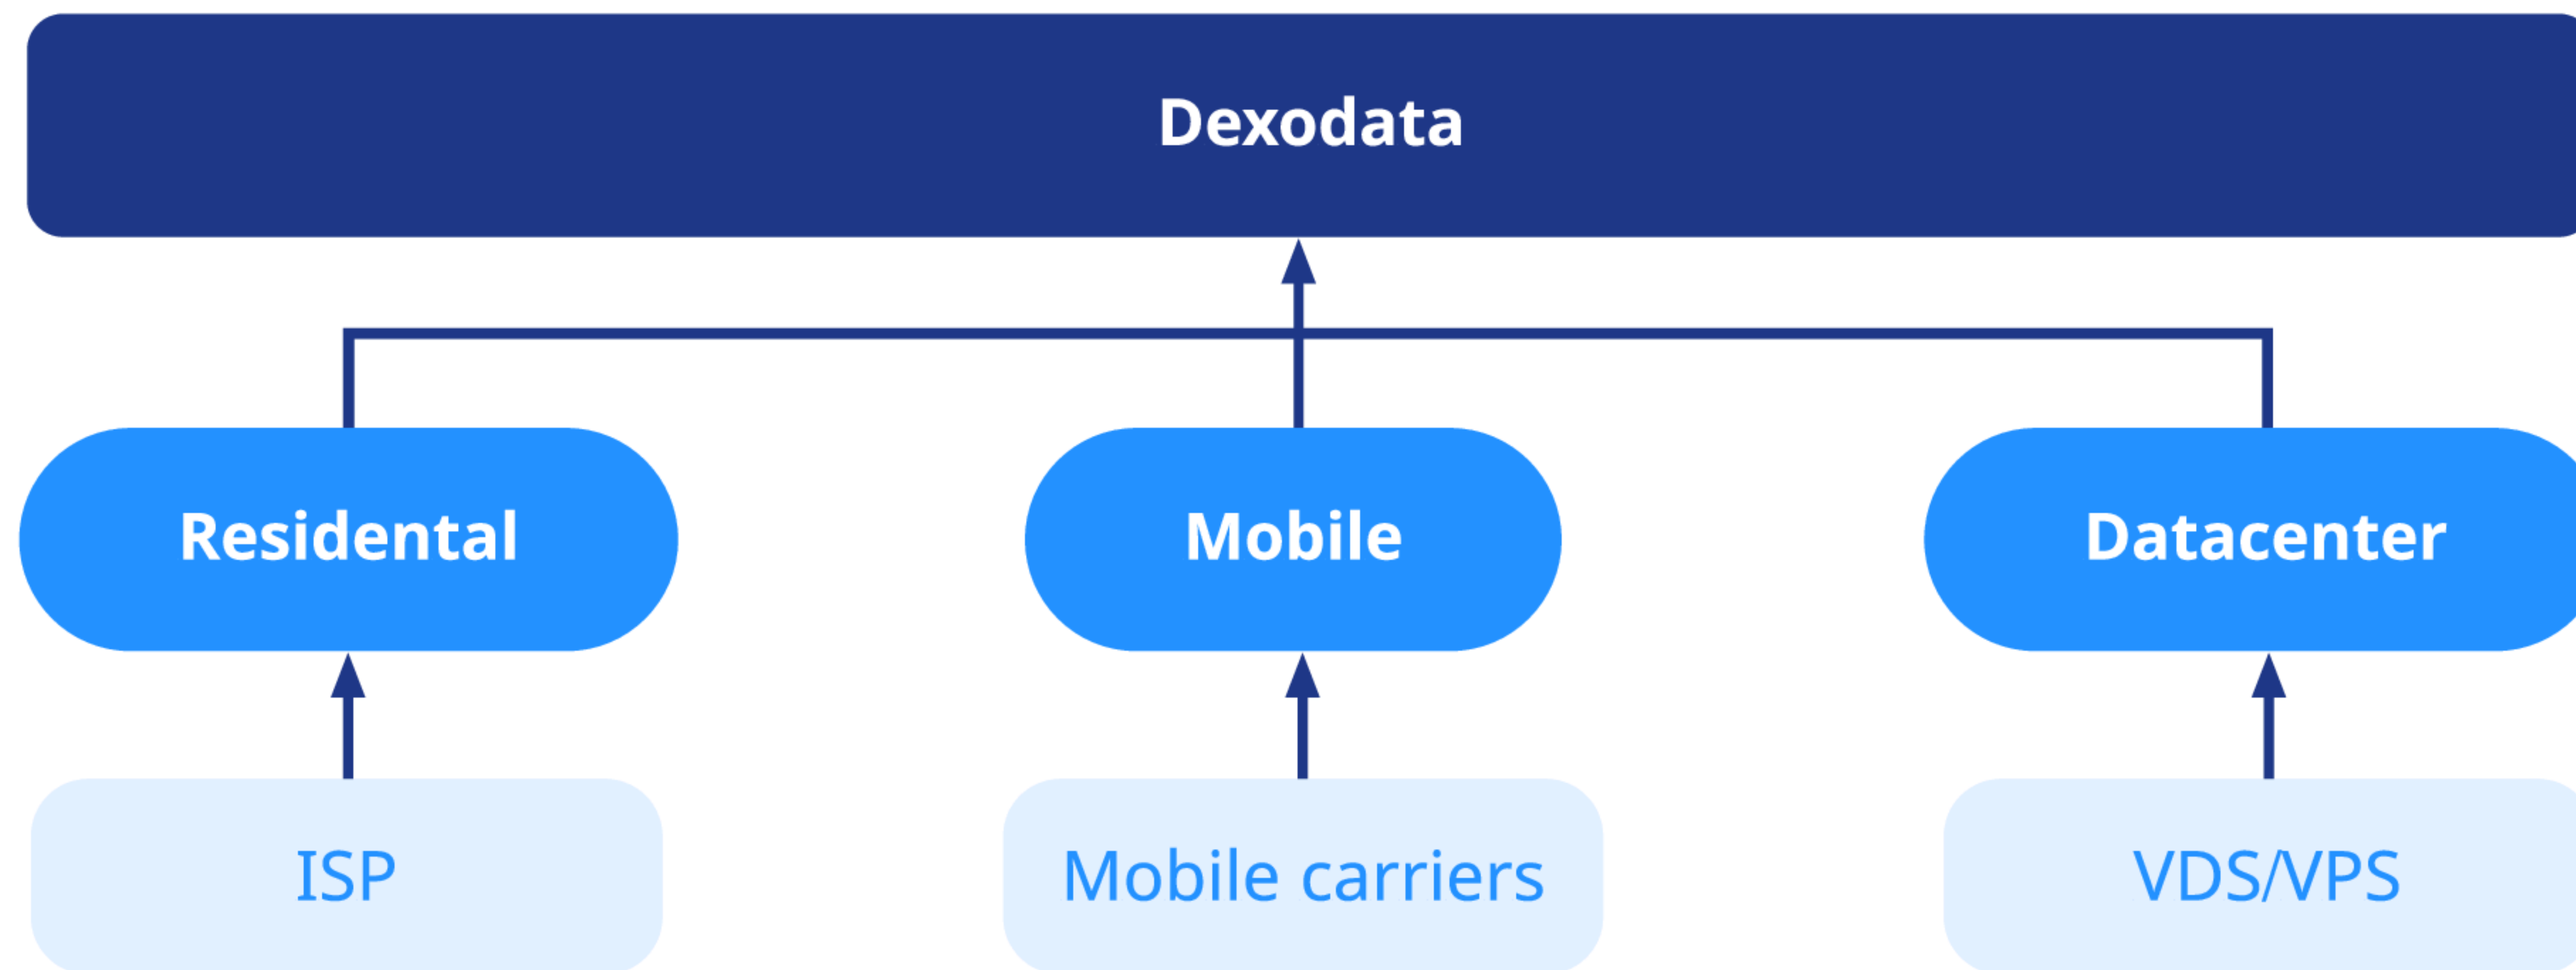 Dexodata
Residental
Mobile
Datacenter
ISP
Mobile carriers
VDS/VPS